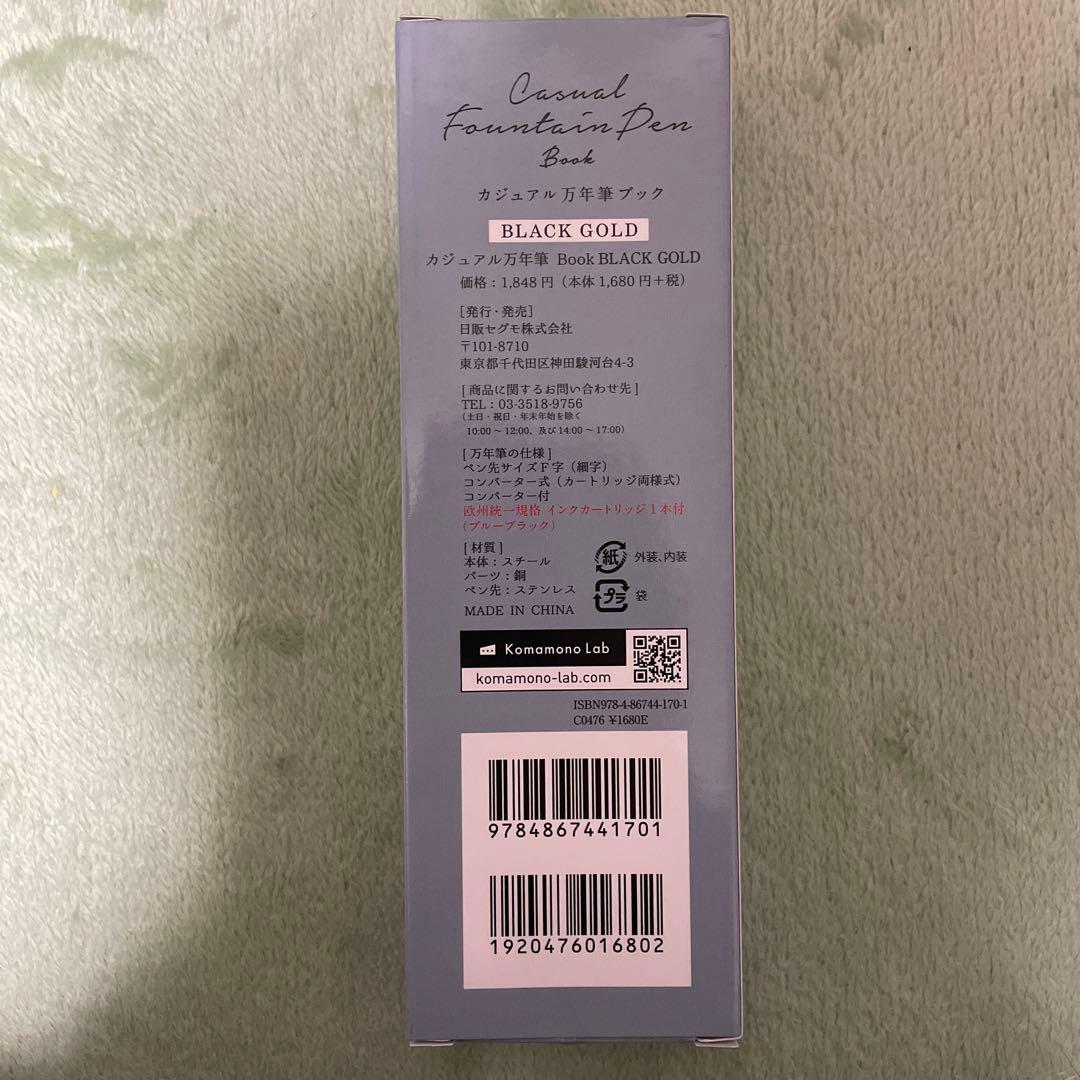 Casual
Fountain Pen
Book
カジュアル万年筆ブック
BLACK GOLD
カジュアル万年筆 Book BLACK GOLD
価格：1,848円（本体1,680円＋税）
［発行・発売］
日販セグモ株式会社
〒101-8710
東京都千代田区神田駿河台4-3
［商品に関するお問い合わせ先］
TEL：03-3518-9756
（土日・祝日・年末年始を除く
10:00～12:00、及び14:00～17:00）
［万年筆の仕様］
ペン先サイズF字（細字）
コンバーター式（カートリッジ両様式）
コンバーター付
欧州統一規格 インクカートリッジ1本付
（ブルーブラック）
［材質］
本体：スチール
パーツ：銅
ペン先：ステンレス
MADE IN CHINA
紙 外装、内装
プラ 袋
Komamono Lab
komamono-lab.com
ISBN978-4-86744-170-1
C0476 ¥1680E
9784867441701
1920476016802